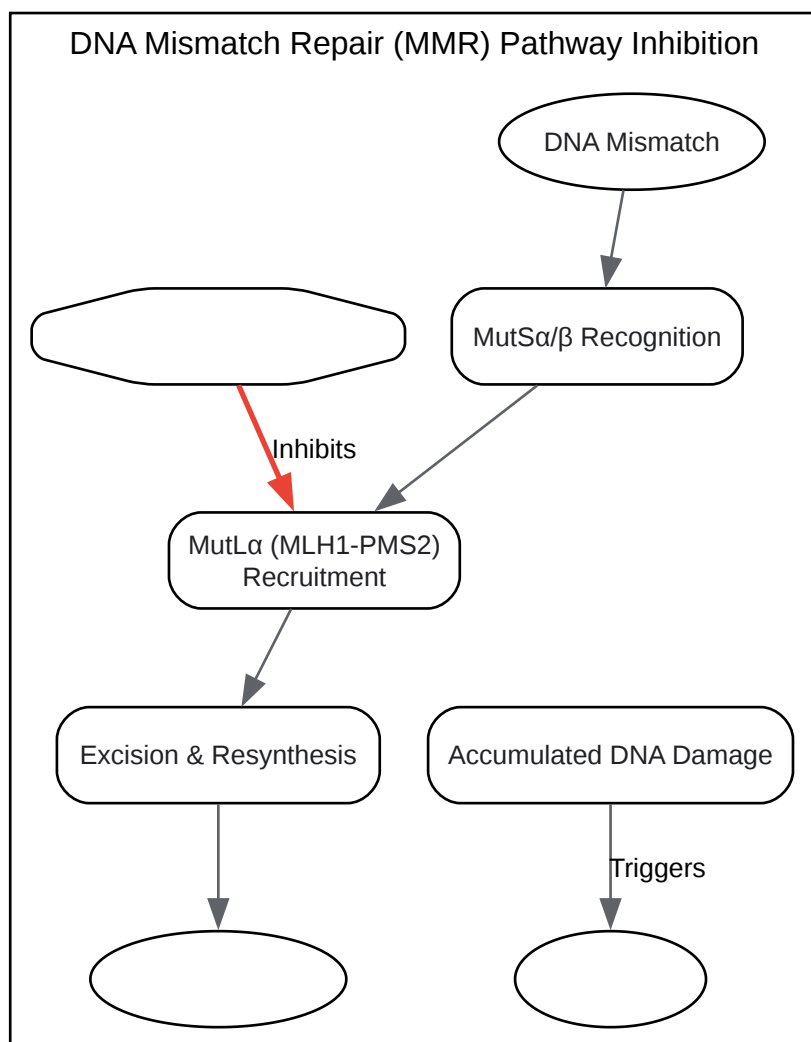 DNA Mismatch Repair (MMR) Pathway Inhibition
DNA Mismatch
MutSα/β Recognition
Inhibits
MutLα (MLH1-PMS2)
Recruitment
Excision & Resynthesis
Accumulated DNA Damage
Triggers